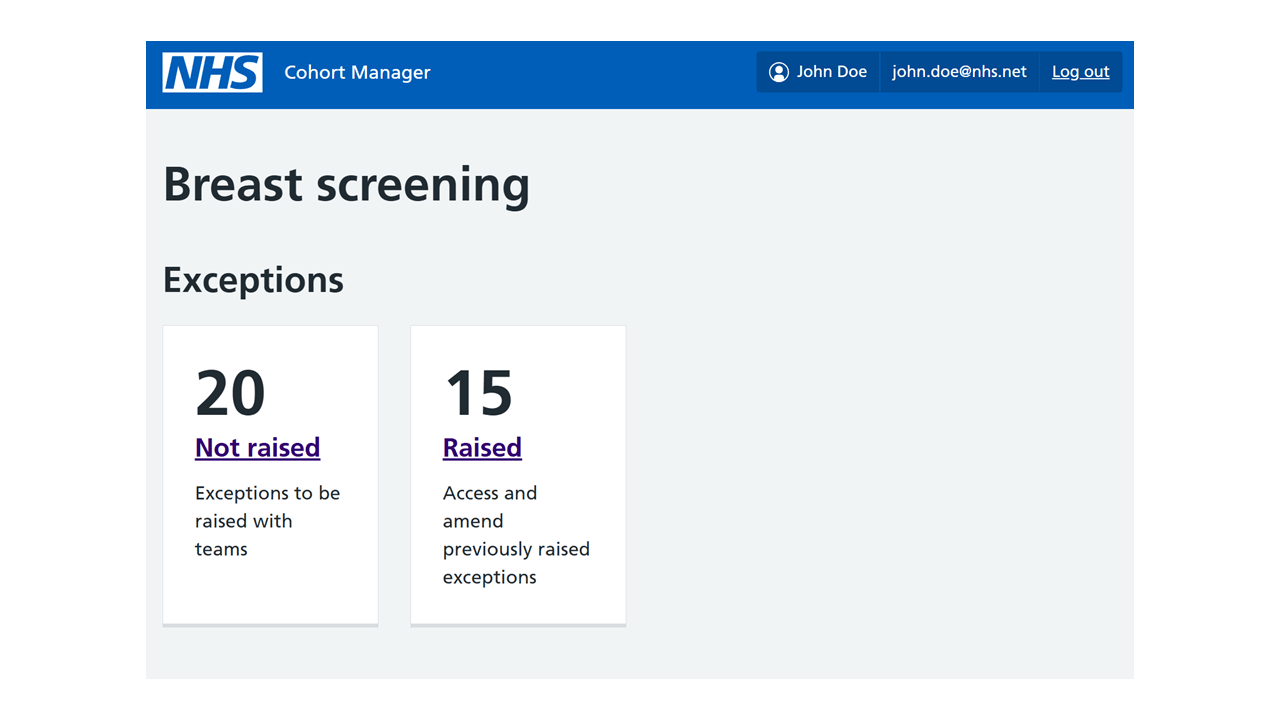 NHS Cohort Manager John Doe john.doe@nhs.net Log out
Breast screening
Exceptions
20
Not raised
Exceptions to be
raised with
teams
15
Raised
Access and
amend
previously raised
exceptions